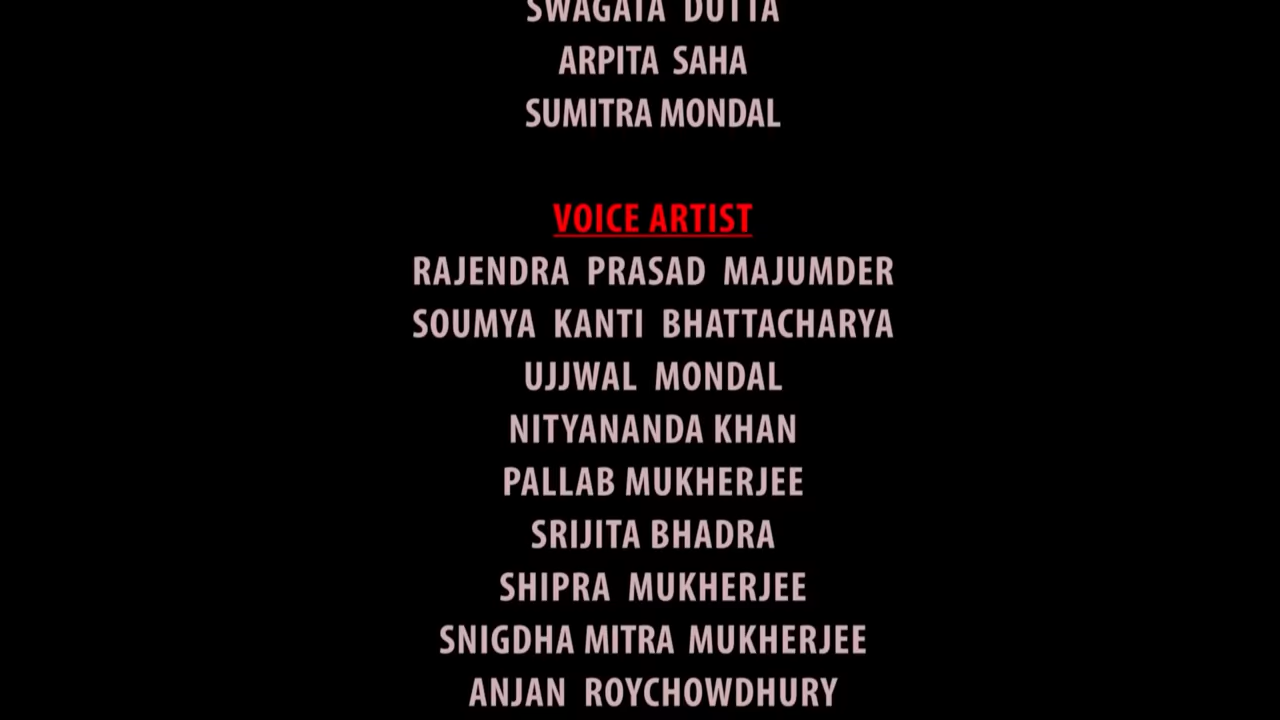 SWAGATA DUTTA
ARPITA SAHA
SUMITRA MONDAL
VOICE ARTIST
RAJENDRA PRASAD MAJUMDER
SOUMYA KANTI BHATTACHARYA
UJJWAL MONDAL
NITYANANDA KHAN
PALLAB MUKHERJEE
SRIJITA BHADRA
SHIPRA MUKHERJEE
SNIGDHA MITRA MUKHERJEE
ANJAN ROYCHOWDHURY